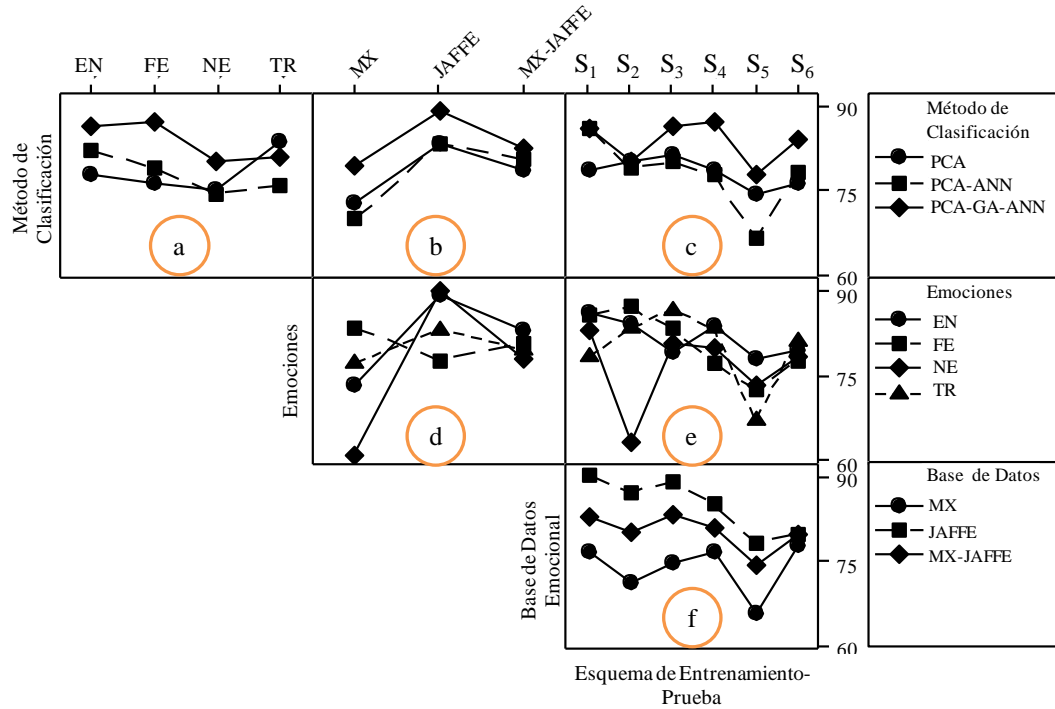 EN FE NE TR
MX JAFFE MX-JAFFE
S1 S2 S3 S4 S5 S6
Método de
Clasificación
a
b
c
90
75
60
Método de
Clasificación
PCA
PCA-ANN
PCA-GA-ANN
Emociones
d
e
90
75
60
Emociones
EN
FE
NE
TR
Base de Datos
Emocional
f
90
75
60
Base de Datos
MX
JAFFE
MX-JAFFE
Esquema de Entrenamiento-
Prueba